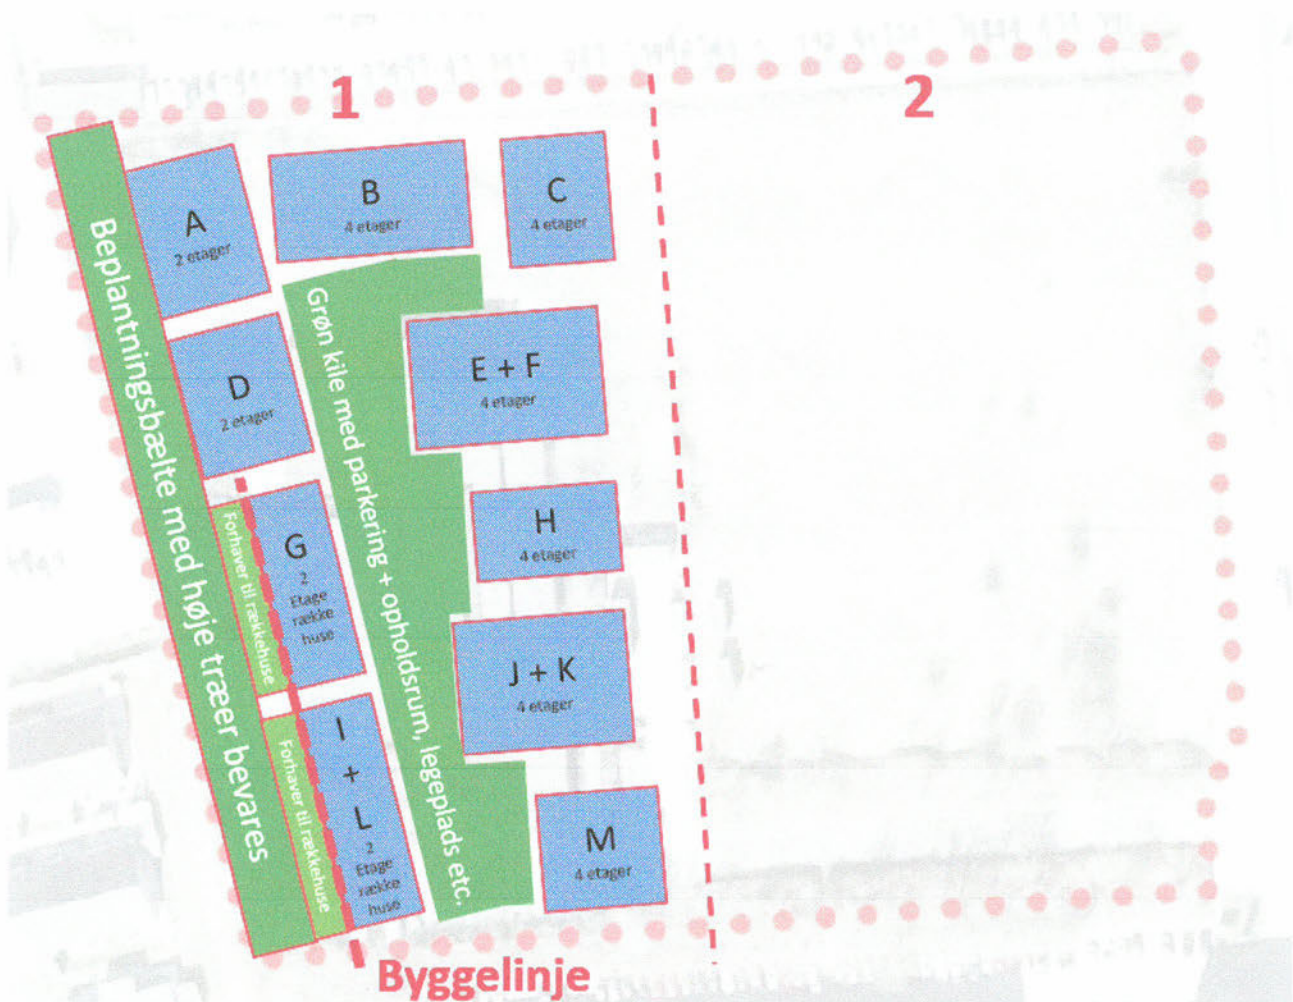 1
2
A
2 etager
B
4 etager
C
4 etager
Beplantningsbælte med høje træer bevares
D
2 etager
Grøn kile med parkering + opholdsrum, legeplads etc.
E + F
4 etager
Forhaver til rækkehuse
G
2
Etage
række
huse
H
4 etager
J + K
4 etager
Forhaver til rækkehuse
I
+
L
2
Etage
række
huse
M
4 etager
Byggelinje